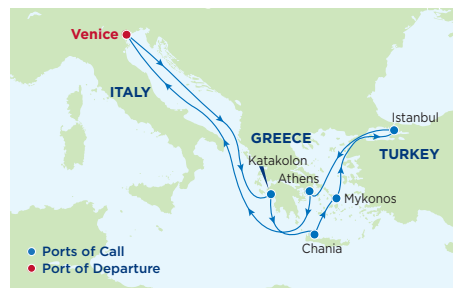 Venice
ITALY
Istanbul
GREECE
TURKEY
Katakolon
Athens
Mykonos
Chania
Ports of Call
Port of Departure